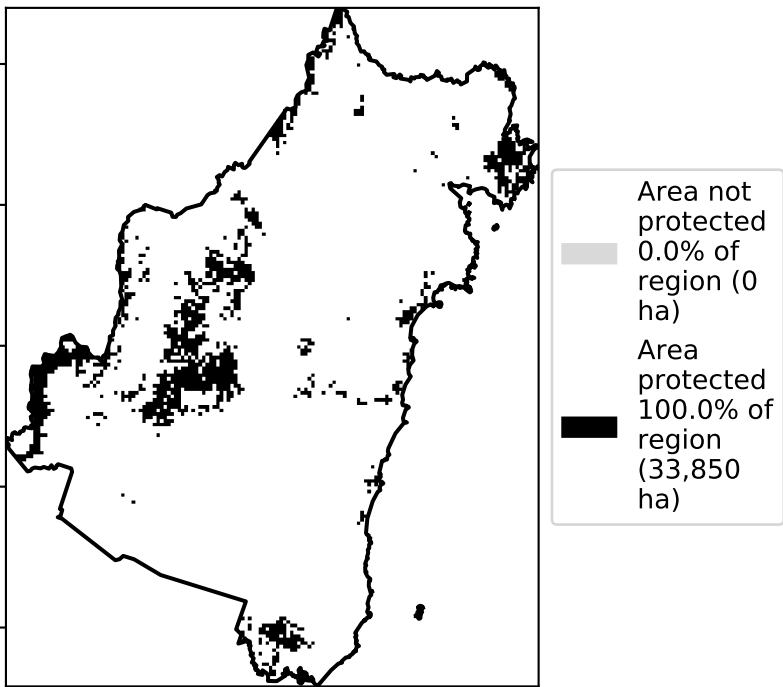 Area not
protected
0.0% of
region (0
ha)
Area
protected
100.0% of
region
(33,850
ha)